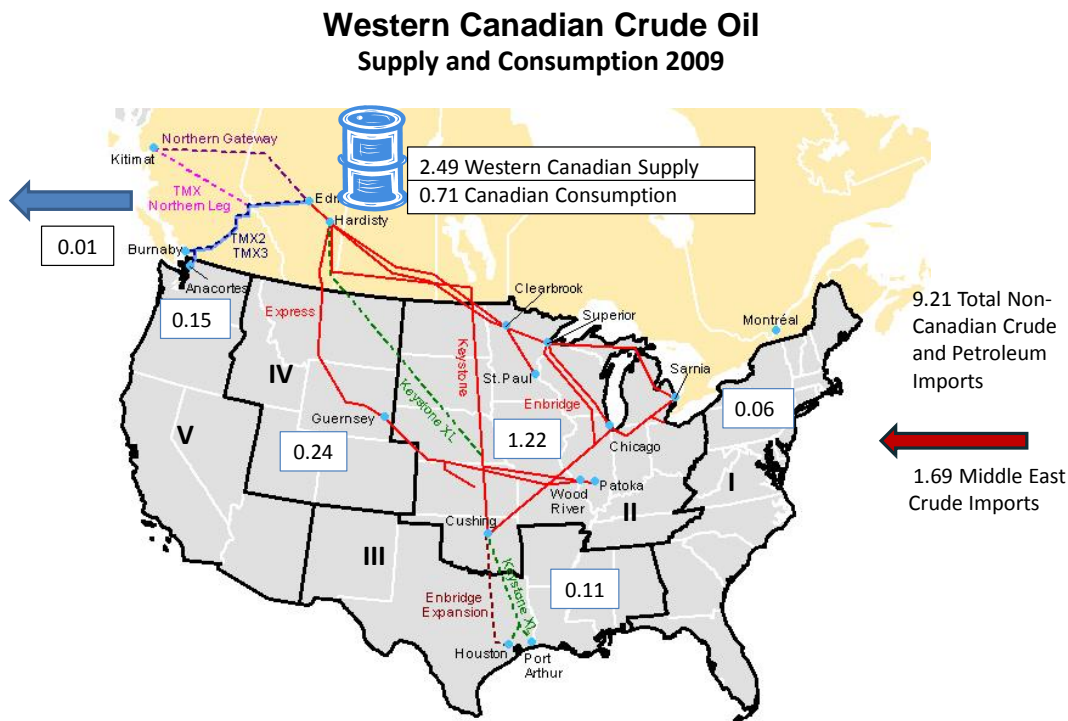 Western Canadian Crude Oil
Supply and Consumption 2009
Northern Gateway
Kitimat
TMX
Northern Leg
2.49 Western Canadian Supply
0.71 Canadian Consumption
Hardisty
0.01
Burnaby
TMX2
TMX3
Anacortes
0.15
Express
Clearbrook
Superior
Montréal
9.21 Total Non-
Canadian Crude
and Petroleum
Imports
Keystone
St.Paul
Sarnia
IV
Keystone XL
Enbridge
Guernsey
0.06
V
0.24
1.22
Chicago
1.69 Middle East
Crude Imports
Wood
River
Patoka
I
II
Cushing
III
Keystone XL
0.11
Enbridge
Expansion
Houston
Port
Arthur